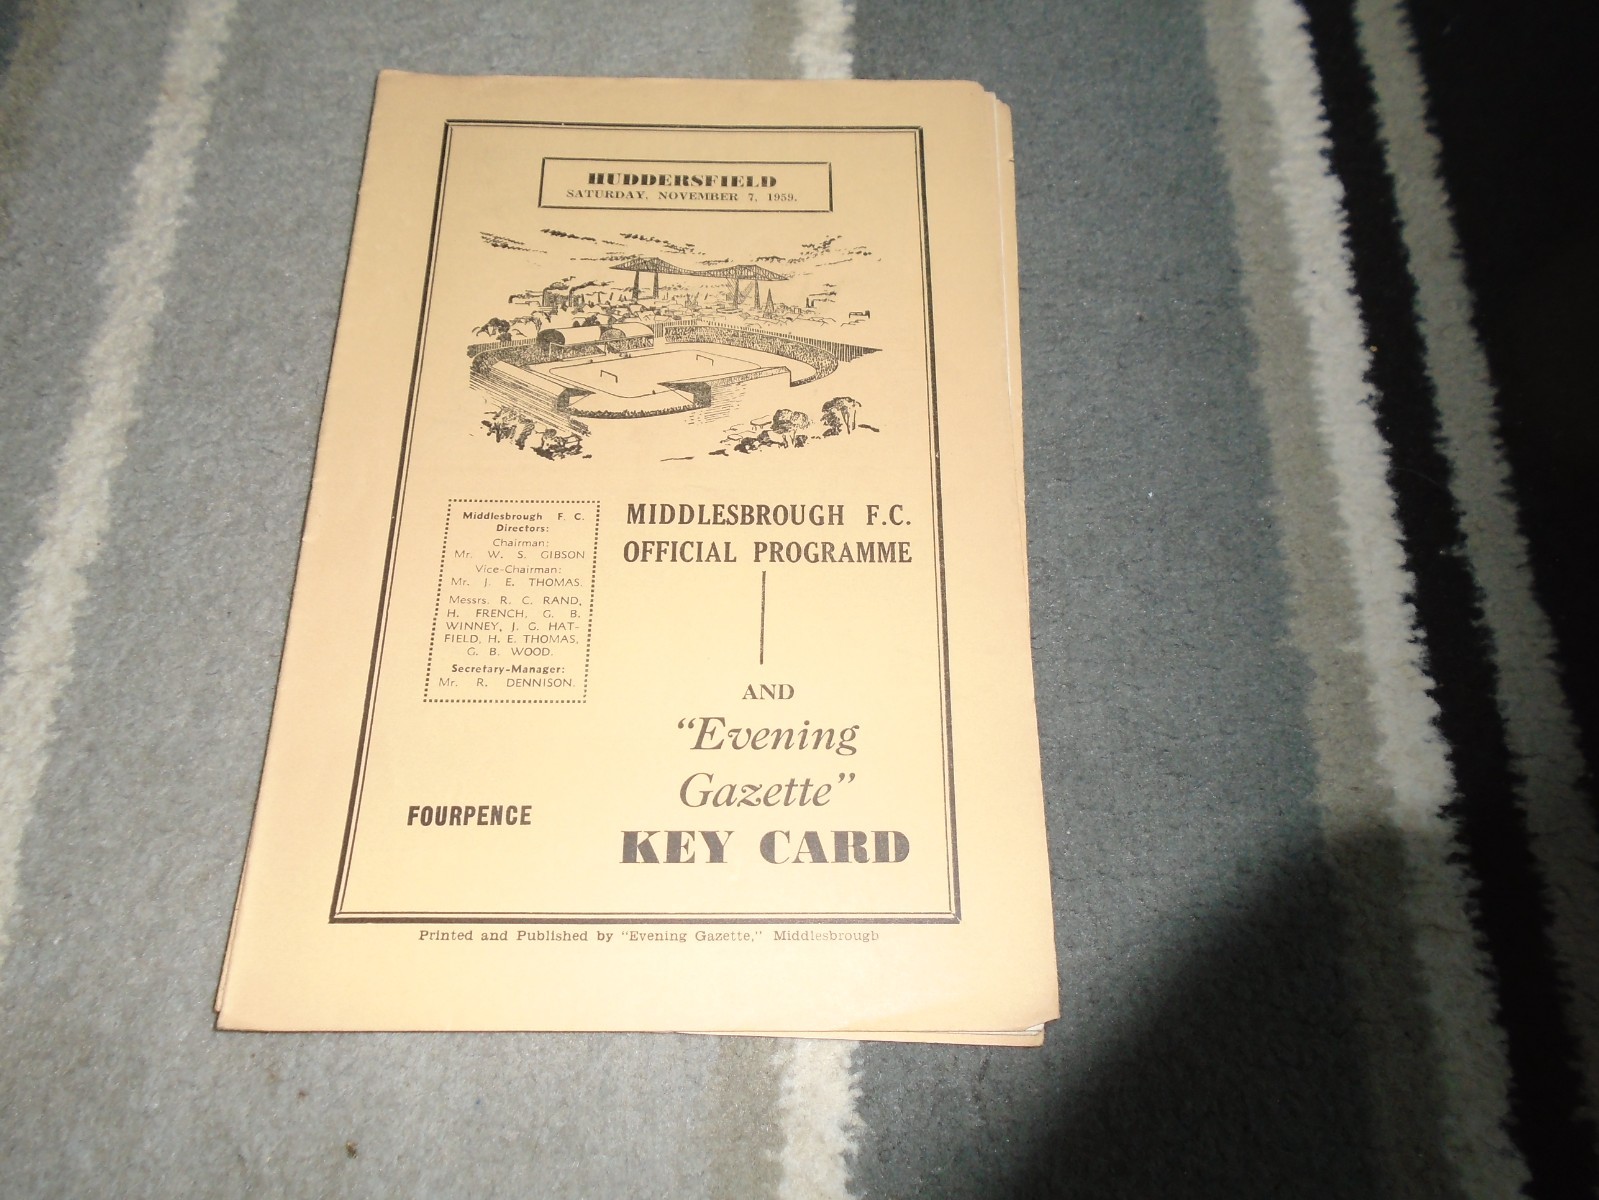 HUDDERSFIELD
SATURDAY, NOVEMBER 7, 1959.
Middlesbrough F. C.
Directors:
Chairman:
Mr. W. S. GIBSON
Vice-Chairman:
Mr. J. E. THOMAS.
Messrs. R. C. RAND,
H. FRENCH, G. B.
WINNEY, J. G. HAT-
FIELD, H. E. THOMAS,
G. B. WOOD.
Secretary-Manager:
Mr. R. DENNISON.
MIDDLESBROUGH F.C.
OFFICIAL PROGRAMME
AND
“Evening
Gazette”
KEY CARD
FOURPENCE
Printed and Published by "Evening Gazette," Middlesbrough